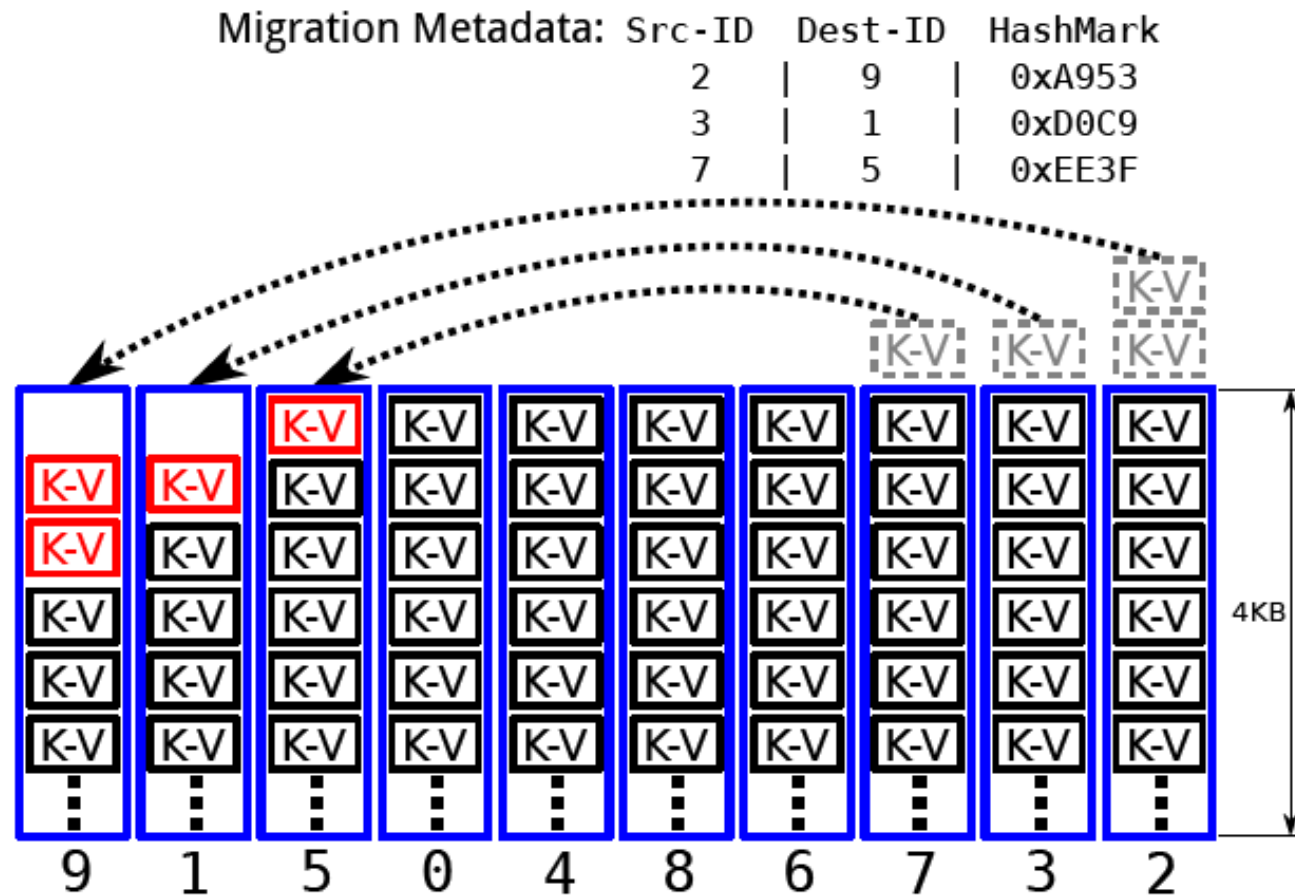 Migration Metadata: Src-ID Dest-ID HashMark
2 | 9 | 0xA953
3 | 1 | 0xD0C9
7 | 5 | 0xEE3F
K-V
K-V K-V K-V
K-V K-V K-V K-V K-V K-V K-V K-V
K-V K-V K-V K-V K-V K-V K-V K-V K-V K-V
K-V K-V K-V K-V K-V K-V K-V K-V K-V K-V
K-V K-V K-V K-V K-V K-V K-V K-V K-V K-V
4KB
K-V K-V K-V K-V K-V K-V K-V K-V K-V K-V
K-V K-V K-V K-V K-V K-V K-V K-V K-V K-V
9 1 5 0 4 8 6 7 3 2